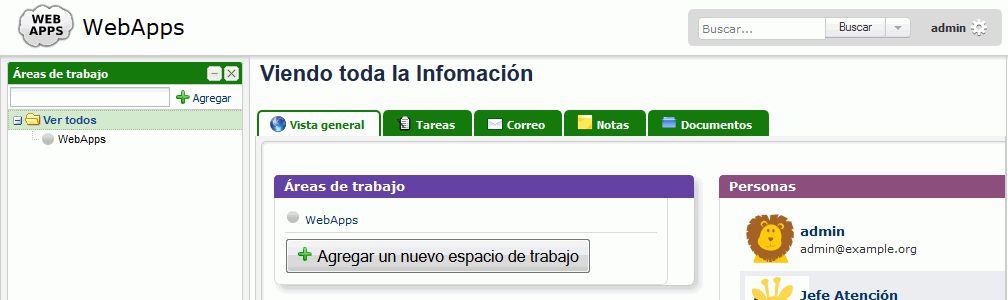 WEB
APPS
WebApps
Buscar...
Buscar
admin
Áreas de trabajo
Agregar
Ver todos
WebApps
Viendo toda la Infomación
Vista general
Tareas
Correo
Notas
Documentos
Áreas de trabajo
WebApps
Agregar un nuevo espacio de trabajo
Personas
admin
admin@example.org
Jefe Atención